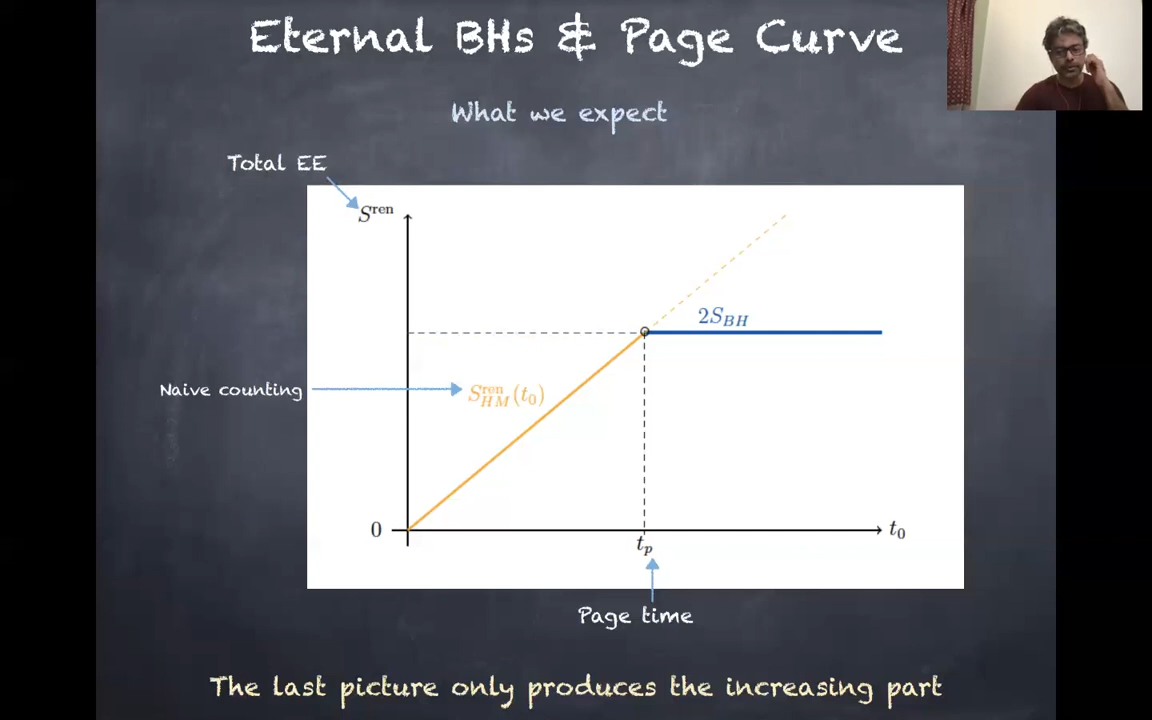 Eternal BHs & Page Curve
What we expect
Total EE
S^ren
2S_BH
Naive counting
S^ren_HM(t_0)
0
t_0
t_p
Page time
The last picture only produces the increasing part